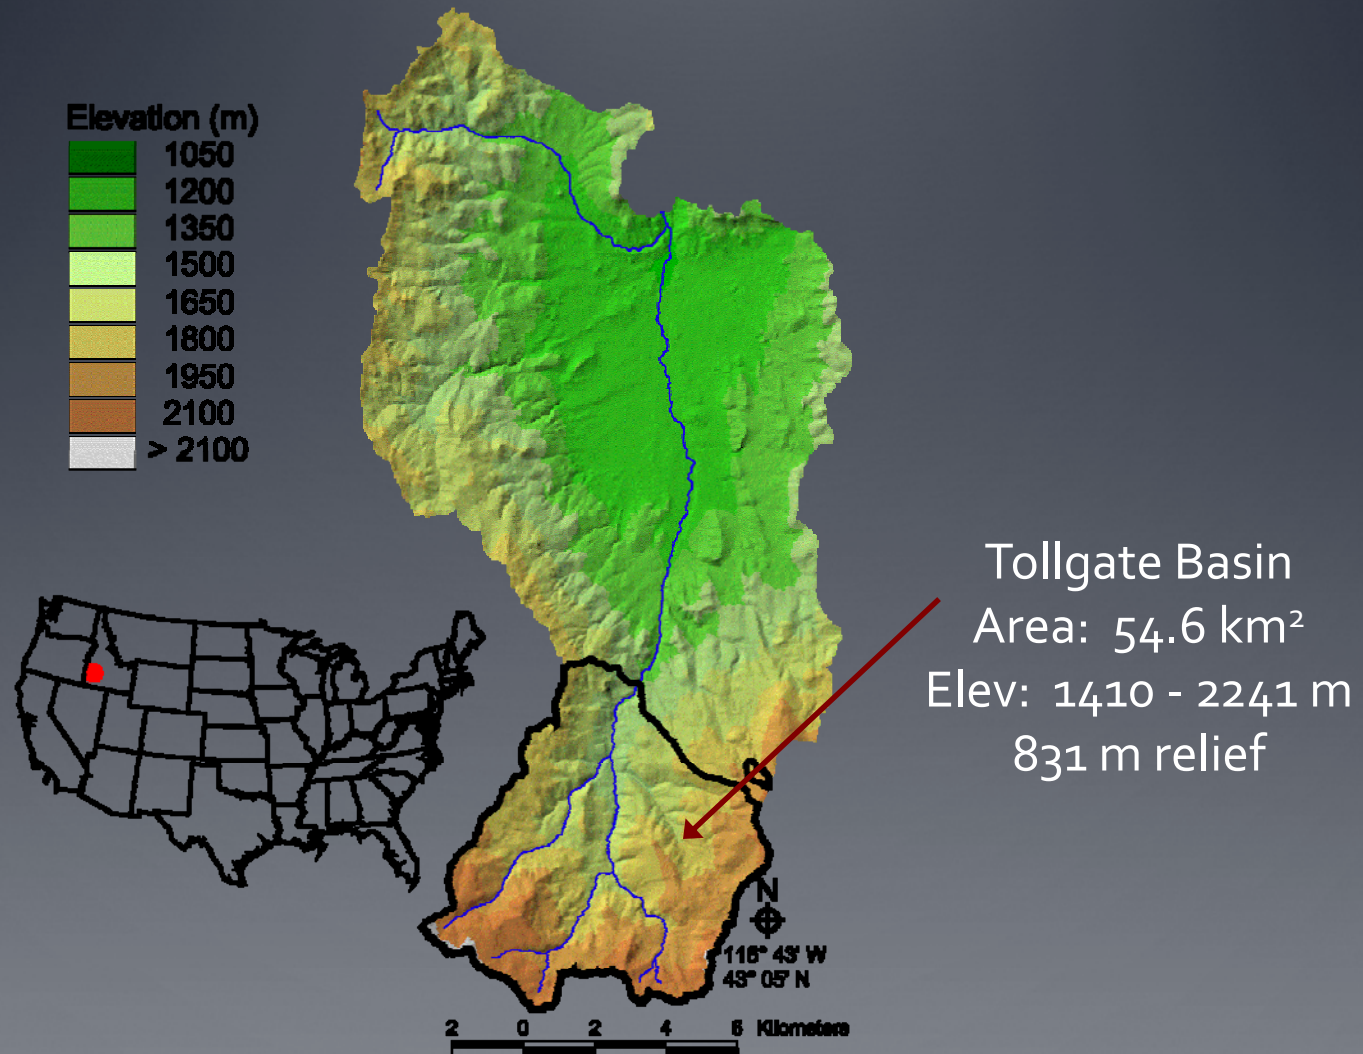 Elevation (m)
1050
1200
1350
1500
1650
1800
1950
2100
> 2100
Tollgate Basin
Area: 54.6 km²
Elev: 1410 - 2241 m
831 m relief
N
116° 43' W
43° 05' N
2 0 2 4 6 Kilometers